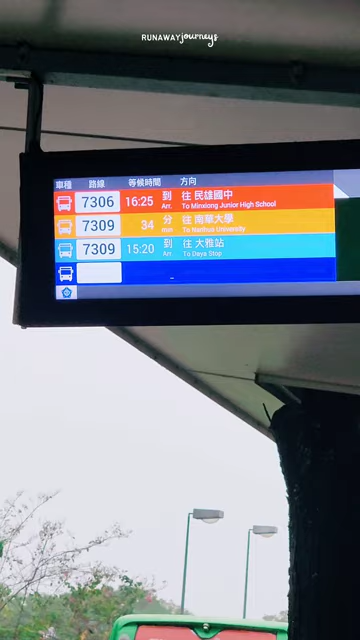 RUNAWAY journeys
車種 路線 等候時間 方向
7306 16:25 到 Arr. 往 民雄國中 To Minxiong Junior High School
7309 34 分 min 往 南華大學 To Nanhua University
7309 15:20 到 Arr. 往 大雅站 To Daya Stop